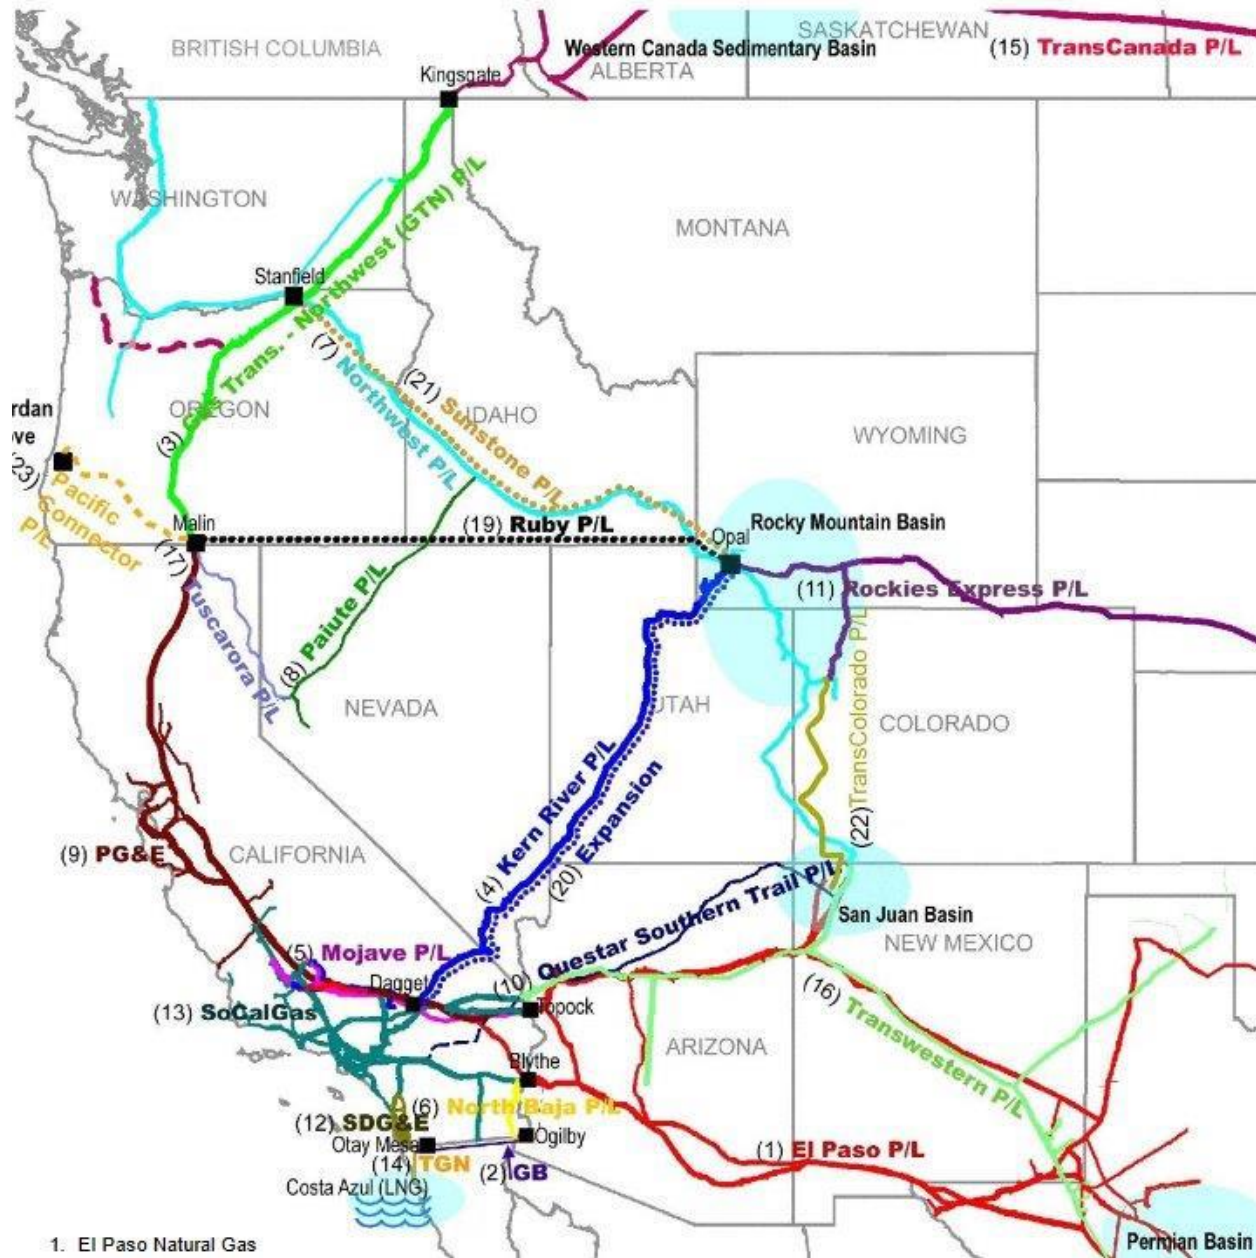 BRITISH COLUMBIA
Western Canada Sedimentary Basin
SASKATCHEWAN
(15) TransCanada P/L
ALBERTA
Kingsgate
WASHINGTON
MONTANA
Stanfield
(3) Gas Trans. - Northwest (GTN) P/L
(7) Northwest P/L
(21) Sunstone P/L
OREGON
IDAHO
WYOMING
rdan
ve
(23)
Pacific
Connector
P/L
Malin
(19) Ruby P/L
Opal
Rocky Mountain Basin
(11) Rockies Express P/L
(17) Tuscarora P/L
(8) Paiute P/L
NEVADA
UTAH
COLORADO
(22) TransColorado P/L
(4) Kern River P/L
(20) Expansion
(9) PG&E
CALIFORNIA
(10) Questar Southern Trail P/L
San Juan Basin
NEW MEXICO
(5) Mojave P/L
Dagget
(13) SoCalGas
Topock
(16) Transwestern P/L
ARIZONA
Blythe
(6) North Baja P/L
(12) SDG&E
Otay Mesa
Ogilby
(14) TGN
(2) GB
(1) El Paso P/L
Costa Azul (LNG)
Permian Basin
1. El Paso Natural Gas